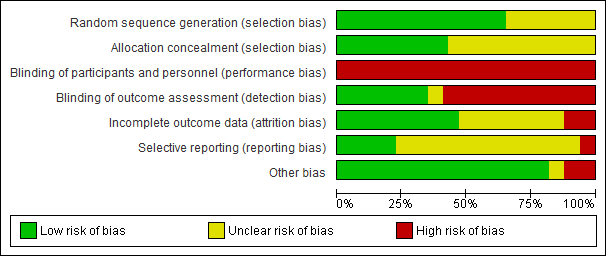 Random sequence generation (selection bias)
Allocation concealment (selection bias)
Blinding of participants and personnel (performance bias)
Blinding of outcome assessment (detection bias)
Incomplete outcome data (attrition bias)
Selective reporting (reporting bias)
Other bias
0% 25% 50% 75% 100%
Low risk of bias Unclear risk of bias High risk of bias